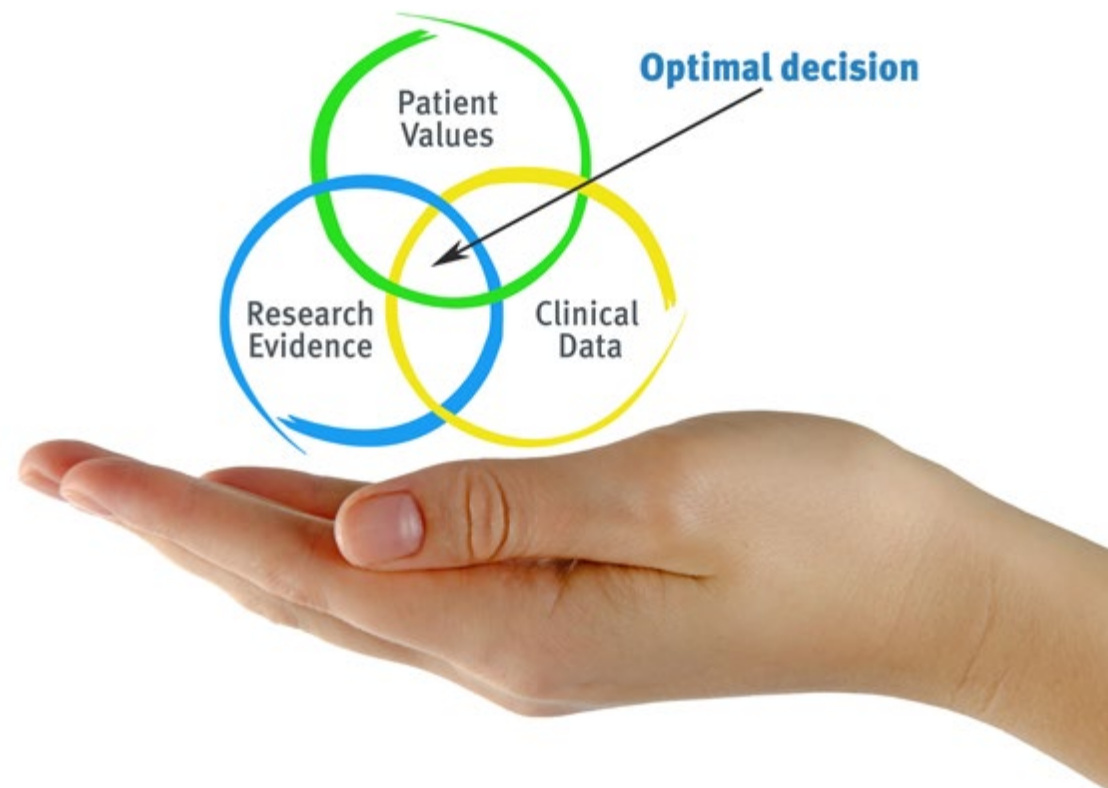 Optimal decision
Patient
Values
Research
Evidence
Clinical
Data